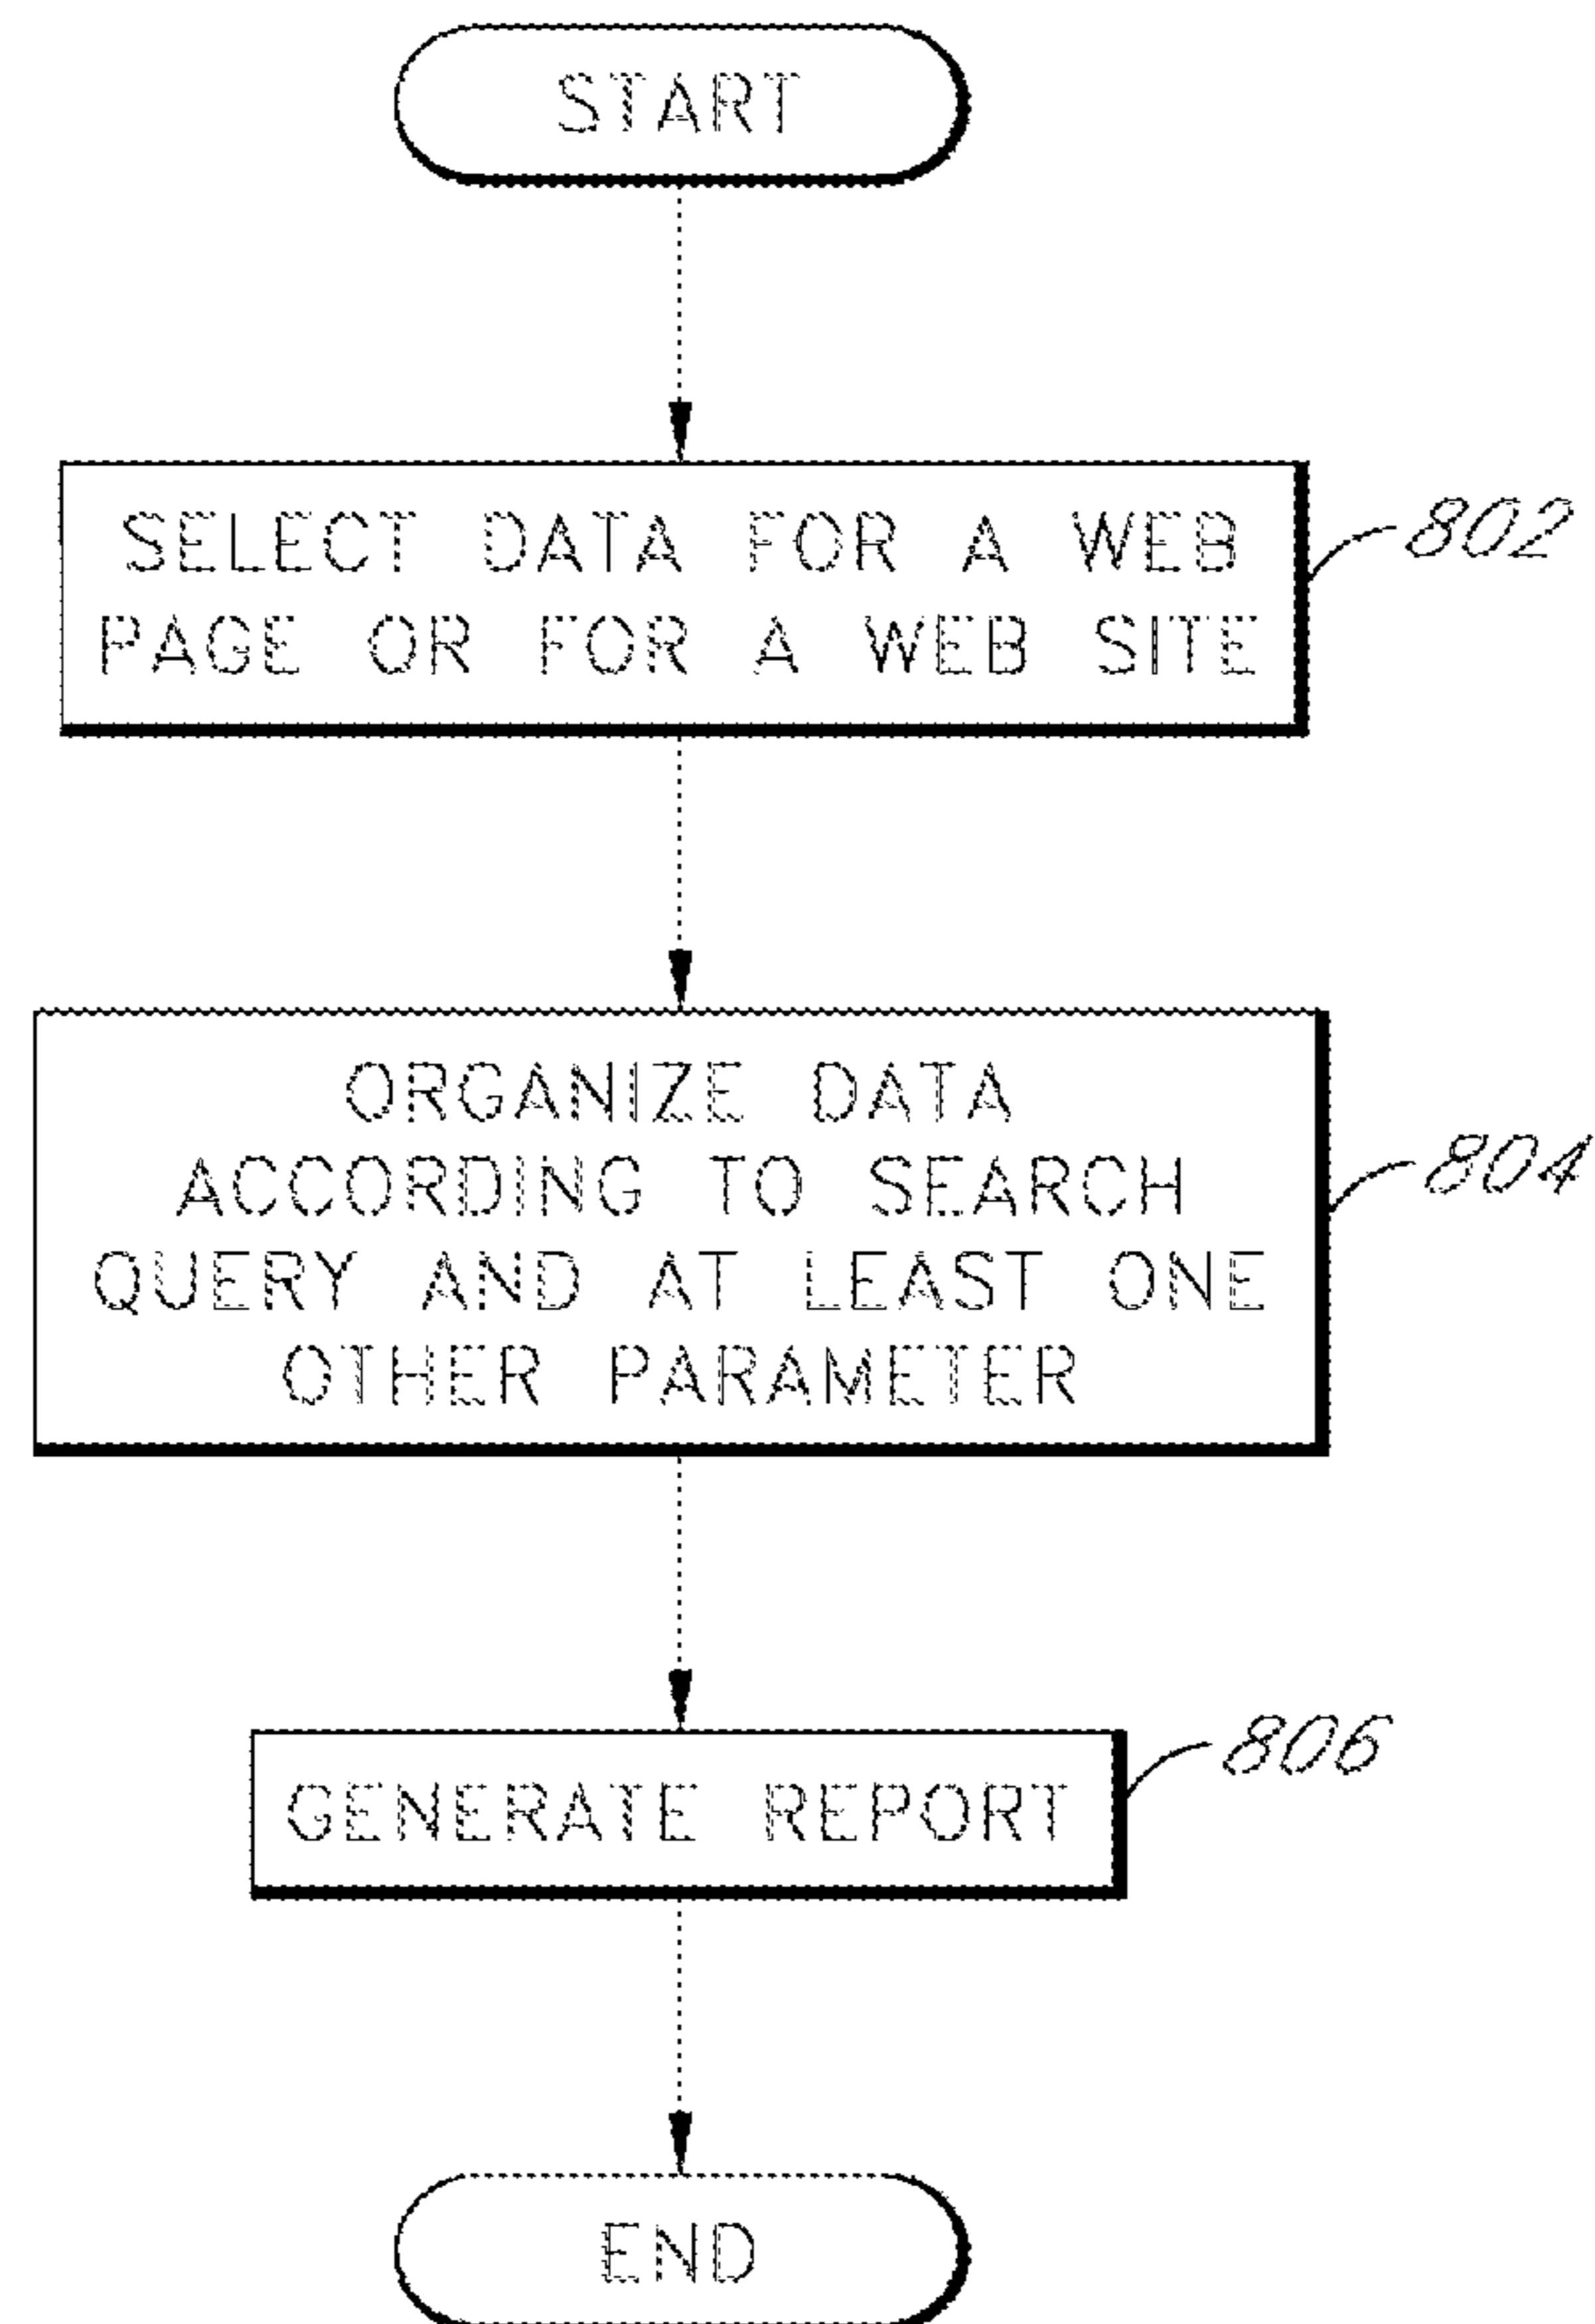 START
SELECT DATA FOR A WEB
PAGE OR FOR A WEB SITE
802
ORGANIZE DATA
ACCORDING TO SEARCH
QUERY AND AT LEAST ONE
OTHER PARAMETER
804
GENERATE REPORT
806
END